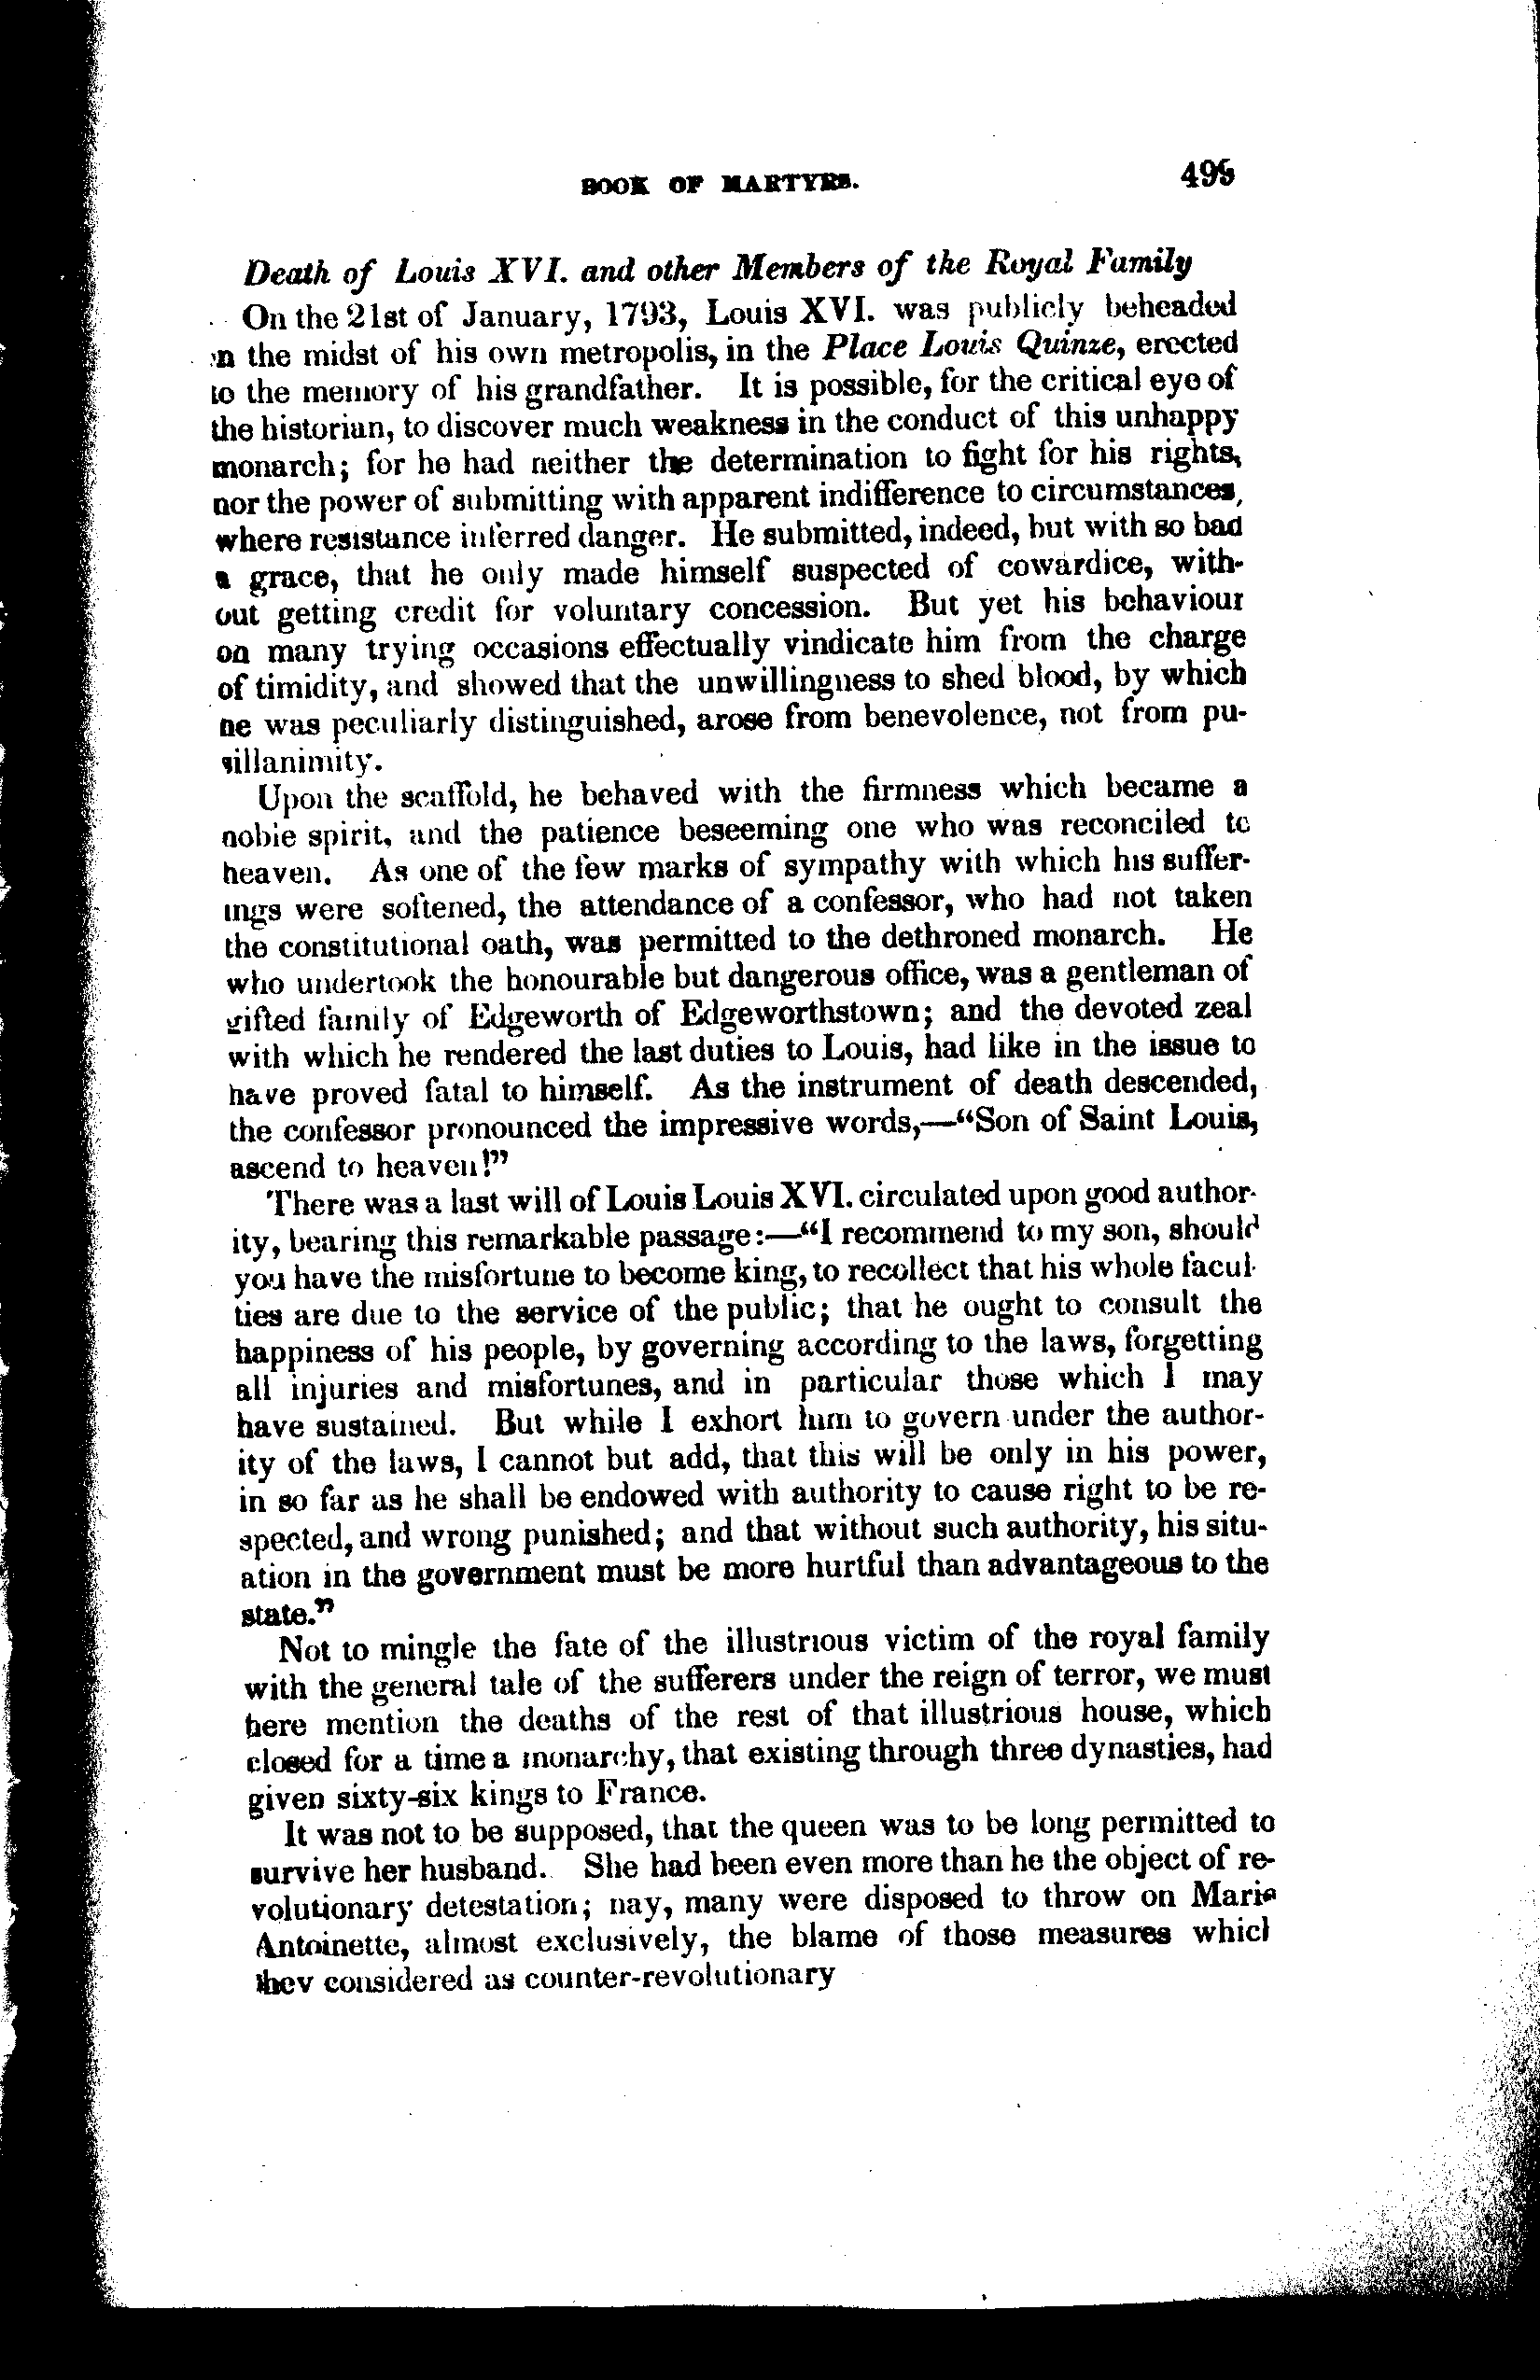 BOOK OF MARTYRS. 499
Death of Louis XVI. and other Members of the Royal Family
On the 21st of January, 1793, Louis XVI. was publicly beheaded
in the midst of his own metropolis, in the Place Louis Quinze, erected
to the memory of his grandfather. It is possible, for the critical eye of
the historian, to discover much weakness in the conduct of this unhappy
monarch; for he had neither the determination to fight for his rights,
nor the power of submitting with apparent indifference to circumstances,
where resistance inferred danger. He submitted, indeed, but with so bad
a grace, that he only made himself suspected of cowardice, with-
out getting credit for voluntary concession. But yet his behaviour
on many trying occasions effectually vindicate him from the charge
of timidity, and showed that the unwillingness to shed blood, by which
he was peculiarly distinguished, arose from benevolence, not from pu-
sillanimity.
Upon the scaffold, he behaved with the firmness which became a
noble spirit, and the patience beseeming one who was reconciled to
heaven. As one of the few marks of sympathy with which his suffer-
ings were softened, the attendance of a confessor, who had not taken
the constitutional oath, was permitted to the dethroned monarch. He
who undertook the honourable but dangerous office, was a gentleman of
gifted family of Edgeworth of Edgeworthstown; and the devoted zeal
with which he rendered the last duties to Louis, had like in the issue to
have proved fatal to himself. As the instrument of death descended,
the confessor pronounced the impressive words,—“Son of Saint Louis,
ascend to heaven!”
There was a last will of Louis Louis XVI. circulated upon good author-
ity, bearing this remarkable passage:—“I recommend to my son, should
you have the misfortune to become king, to recollect that his whole facul-
ties are due to the service of the public; that he ought to consult the
happiness of his people, by governing according to the laws, forgetting
all injuries and misfortunes, and in particular those which I may
have sustained. But while I exhort him to govern under the author-
ity of the laws, I cannot but add, that this will be only in his power,
in so far as he shall be endowed with authority to cause right to be re-
spected, and wrong punished; and that without such authority, his situ-
ation in the government must be more hurtful than advantageous to the
state.”
Not to mingle the fate of the illustrious victim of the royal family
with the general tale of the sufferers under the reign of terror, we must
here mention the deaths of the rest of that illustrious house, which
closed for a time a monarchy, that existing through three dynasties, had
given sixty-six kings to France.
It was not to be supposed, that the queen was to be long permitted to
survive her husband. She had been even more than he the object of re-
volutionary detestation; nay, many were disposed to throw on Marie
Antoinette, almost exclusively, the blame of those measures which
they considered as counter-revolutionary